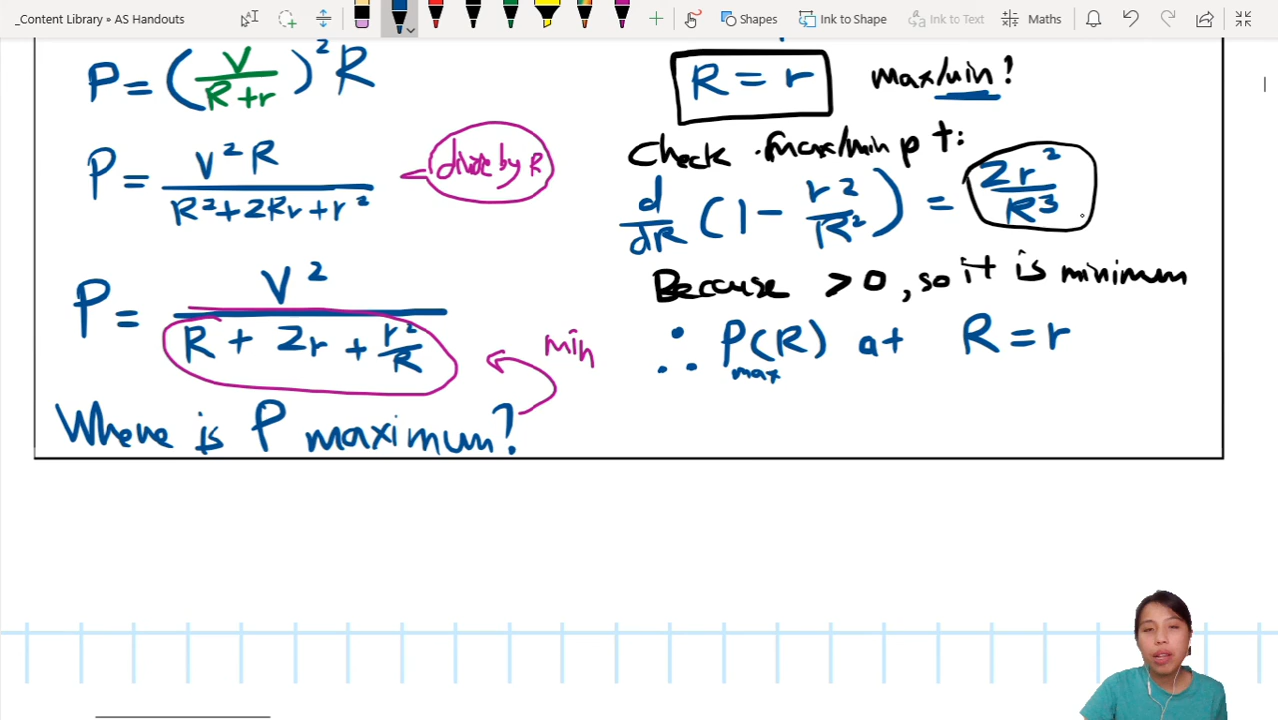 _Content Library » AS Handouts
Shapes
Ink to Shape
Ink to Text
Maths
P = (V/(R+r))² R
P = V²R/(R²+2Rr+r²)
divide by R
P = V²/(R + 2r + r²/R)
min
Where is P maximum?
R = r
max/min?
Check max/min pt:
d/dR (1 - r²/R²) = 2r²/R³
Because > 0, so it is minimum
∴ P(R) at R = r
max